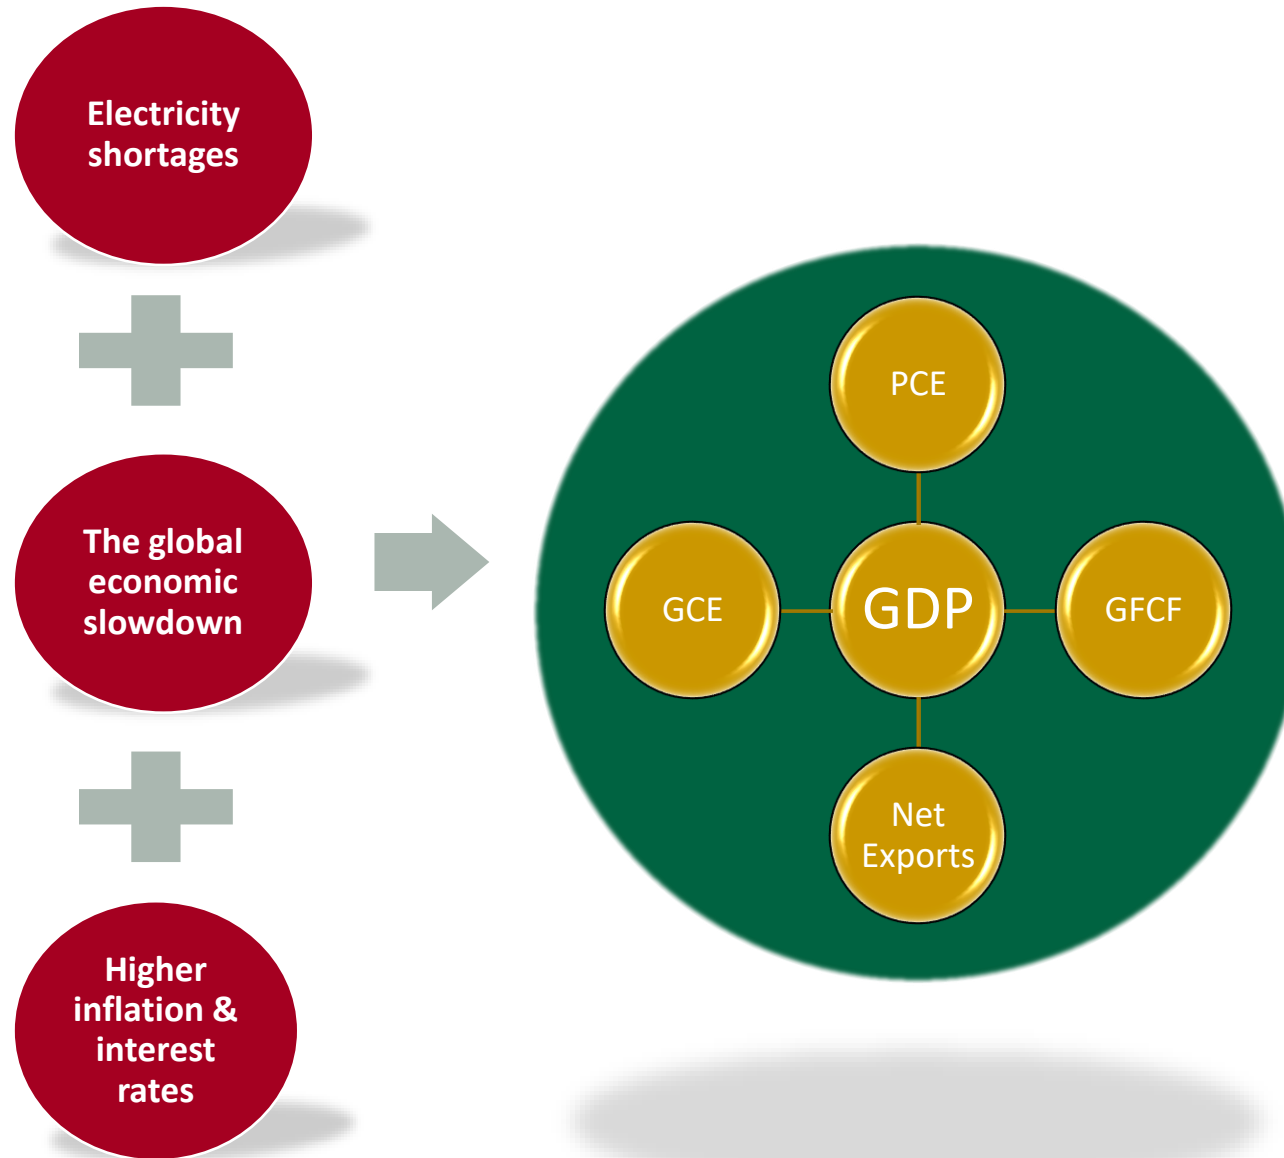 Electricity
shortages
The global
economic
slowdown
Higher
inflation &
interest
rates
PCE
GCE
GDP
GFCF
Net
Exports